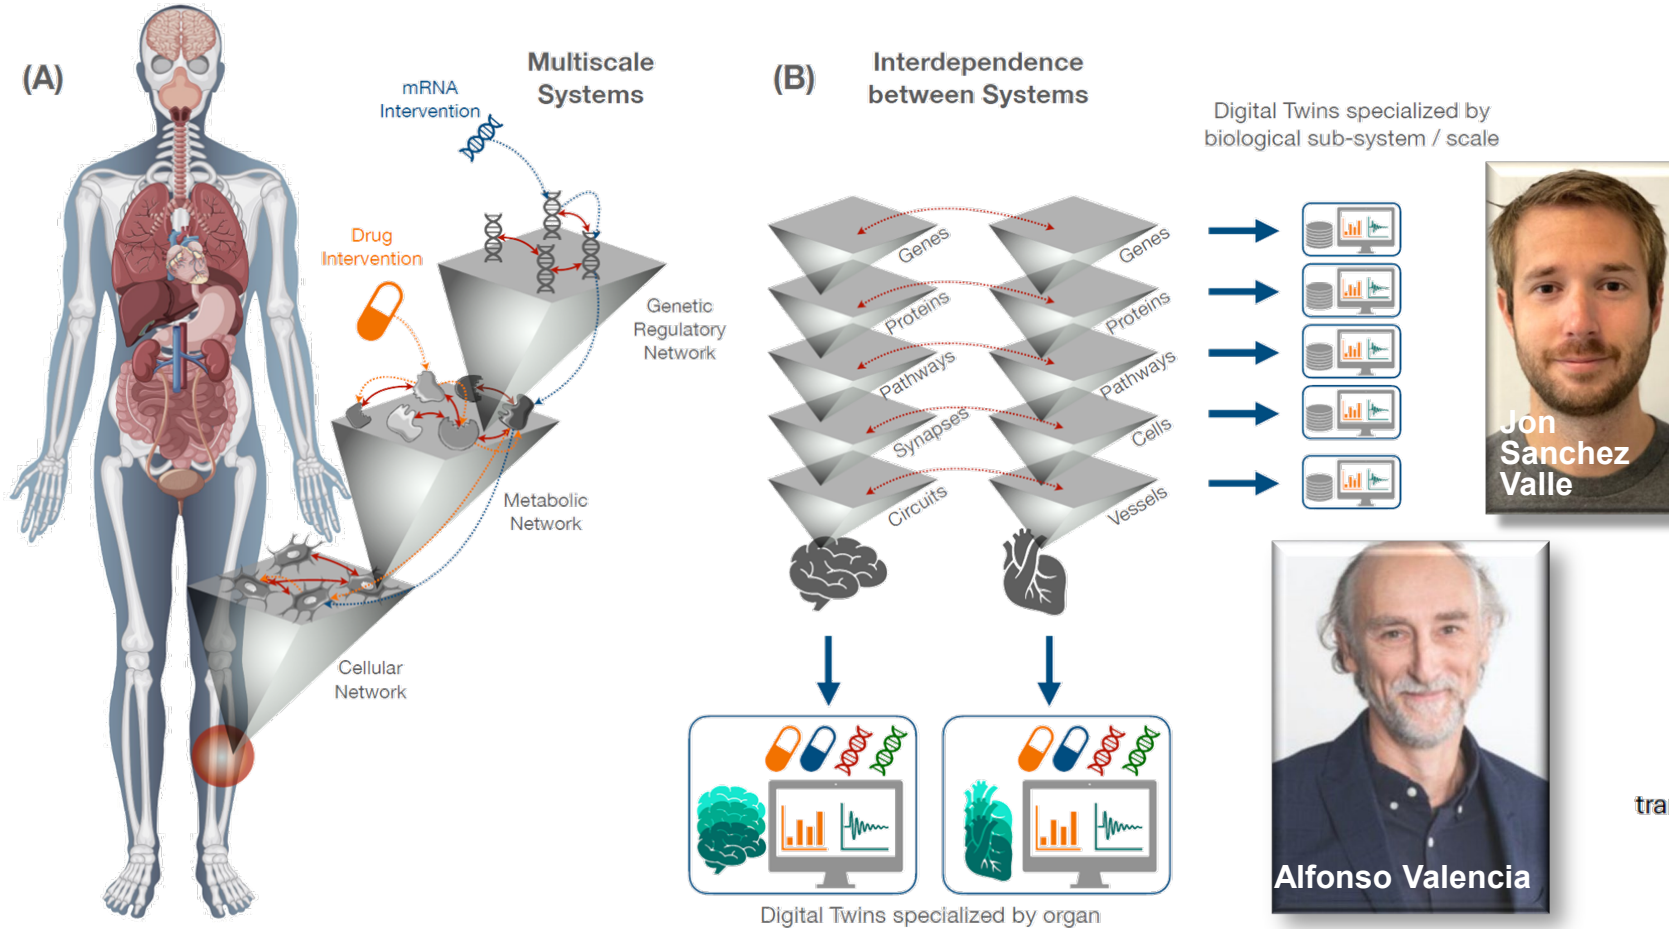 (A)
Multiscale
Systems
mRNA
Intervention
Drug
Intervention
Genetic
Regulatory
Network
Metabolic
Network
Cellular
Network
(B)
Interdependence
between Systems
Genes
Proteins
Pathways
Synapses
Circuits
Genes
Proteins
Pathways
Cells
Vessels
Digital Twins specialized by
biological sub-system / scale
Digital Twins specialized by organ
Jon
Sanchez
Valle
Alfonso Valencia